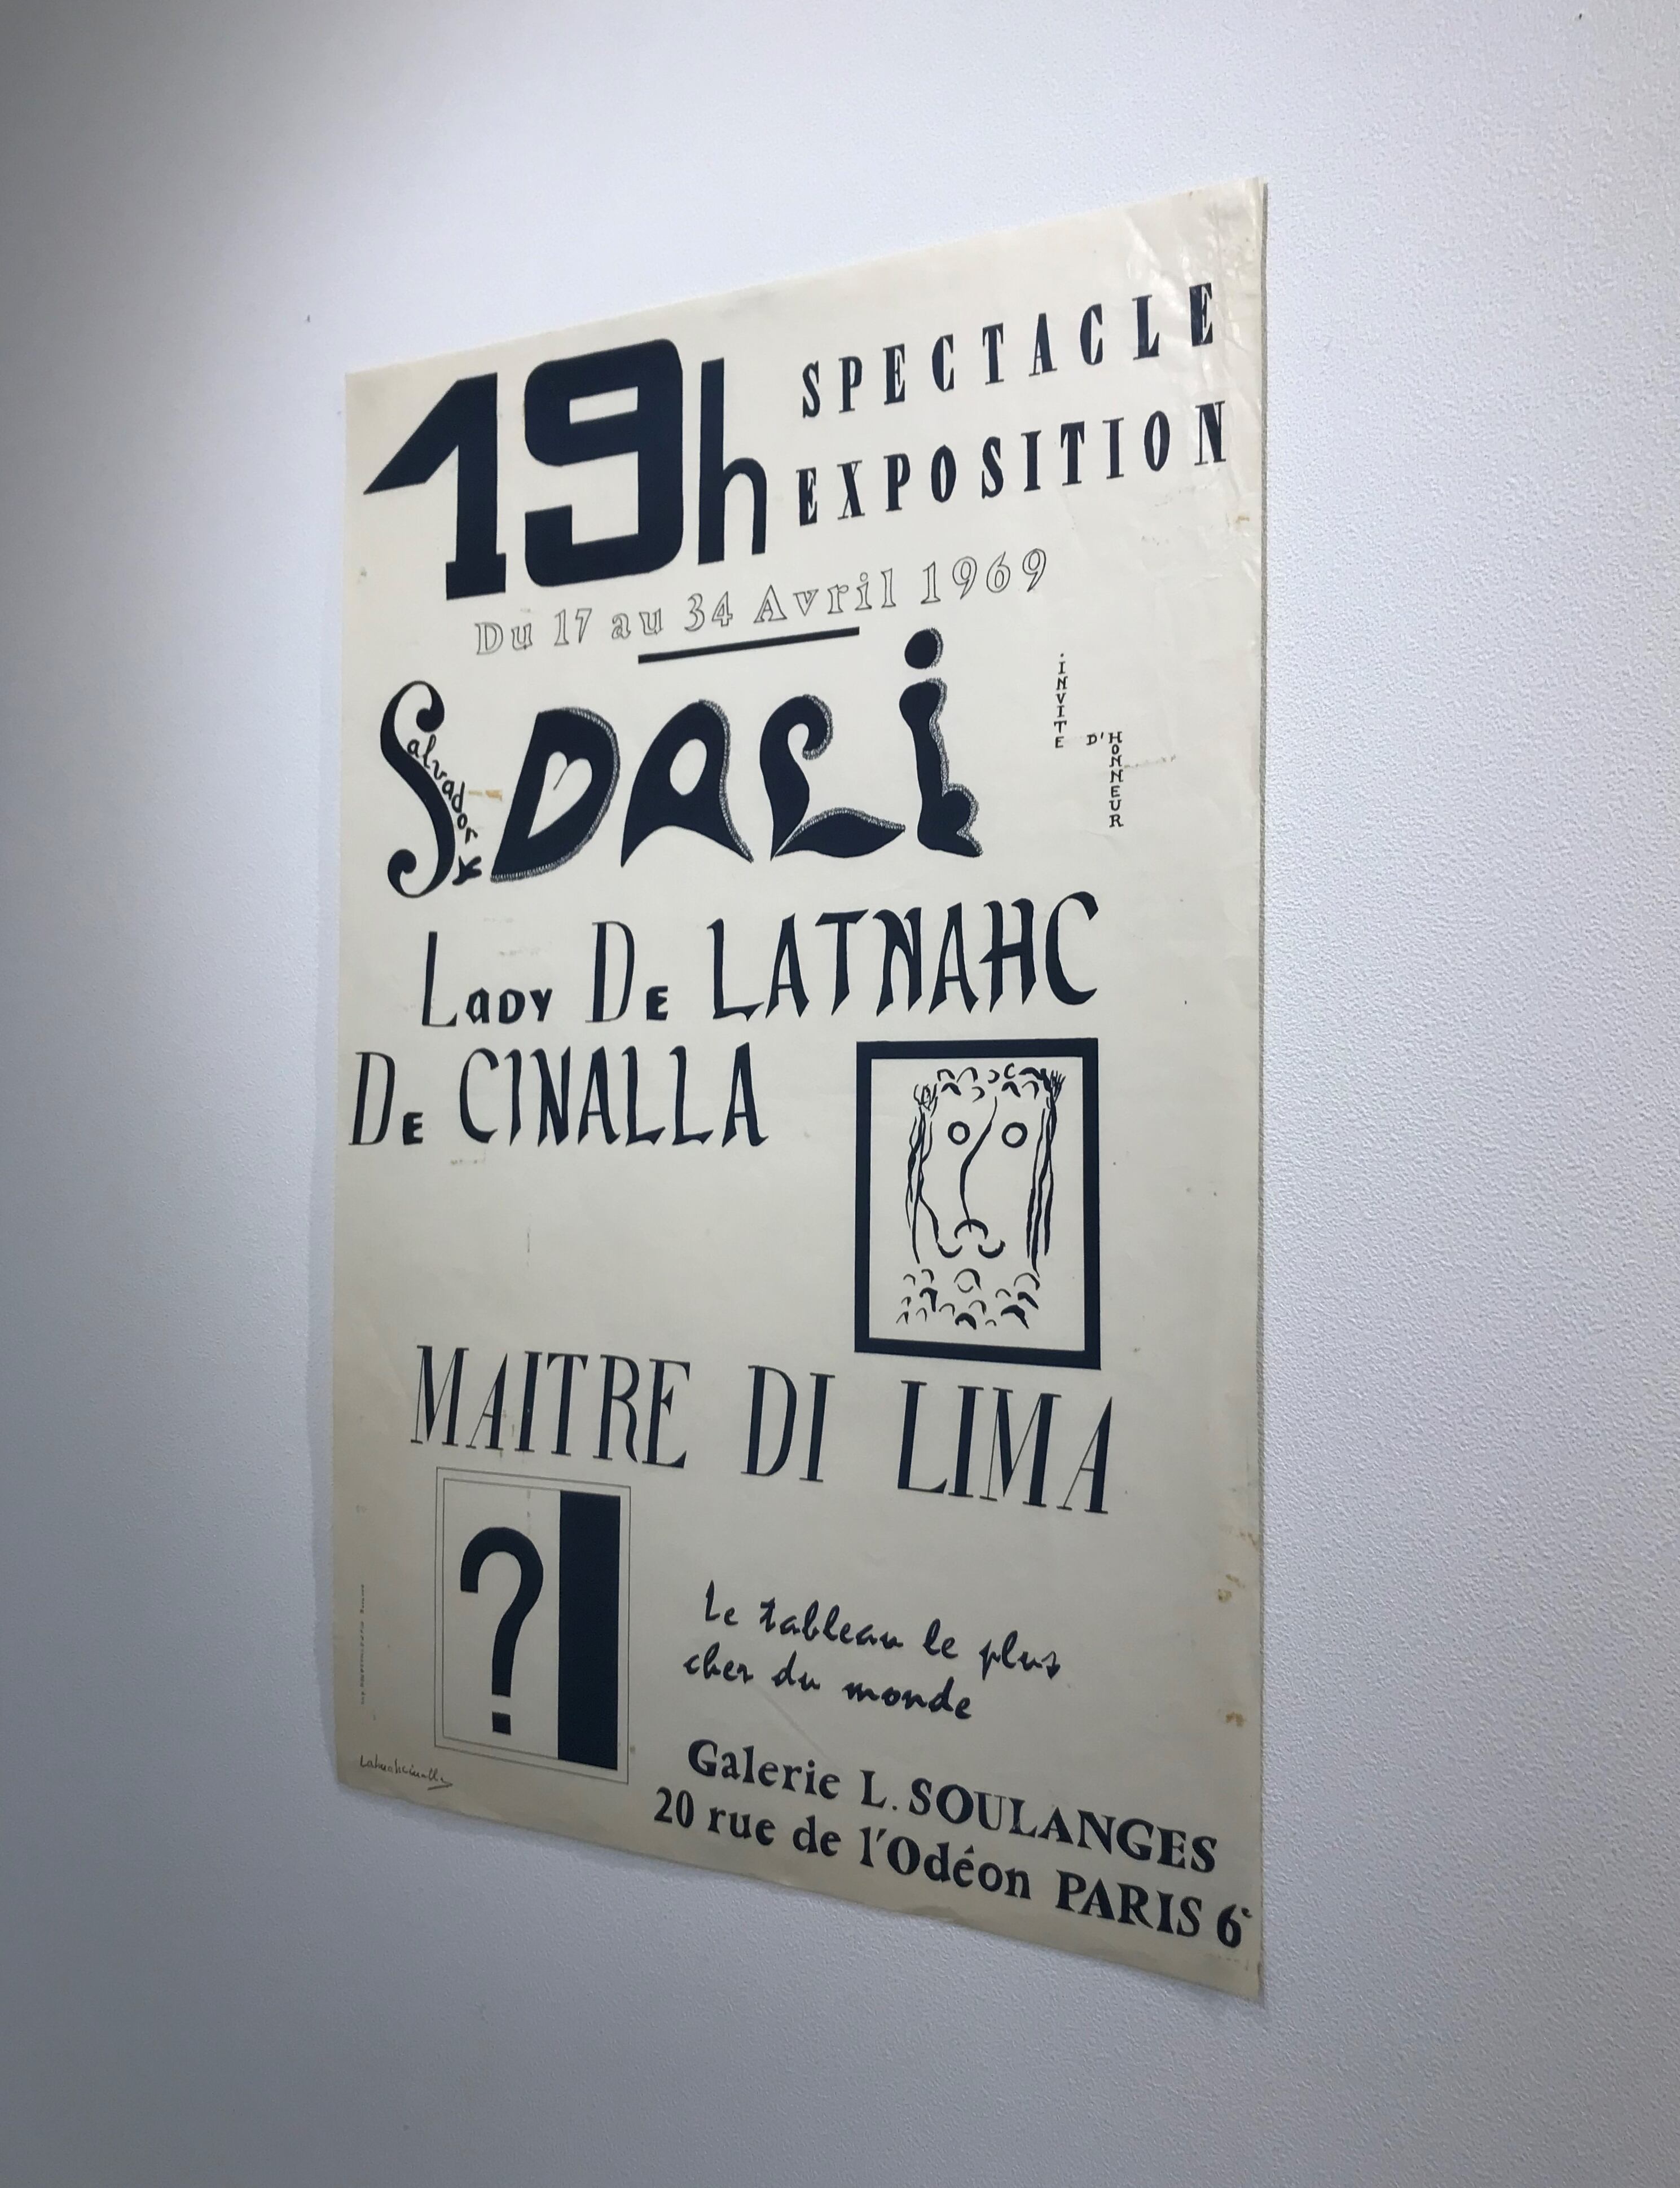 19h
SPECTACLE
EXPOSITION
Du 17 au 34 Avril 1969
Salvador
S. DALI
INVITE
D'HONNEUR
LADY DE LATNAHC
DE CINALLA
MAITRE DI LIMA
?
Le tableau le plus
cher du monde
Galerie L. SOULANGES
20 rue de l'Odéon PARIS 6e
Latnahcinalla